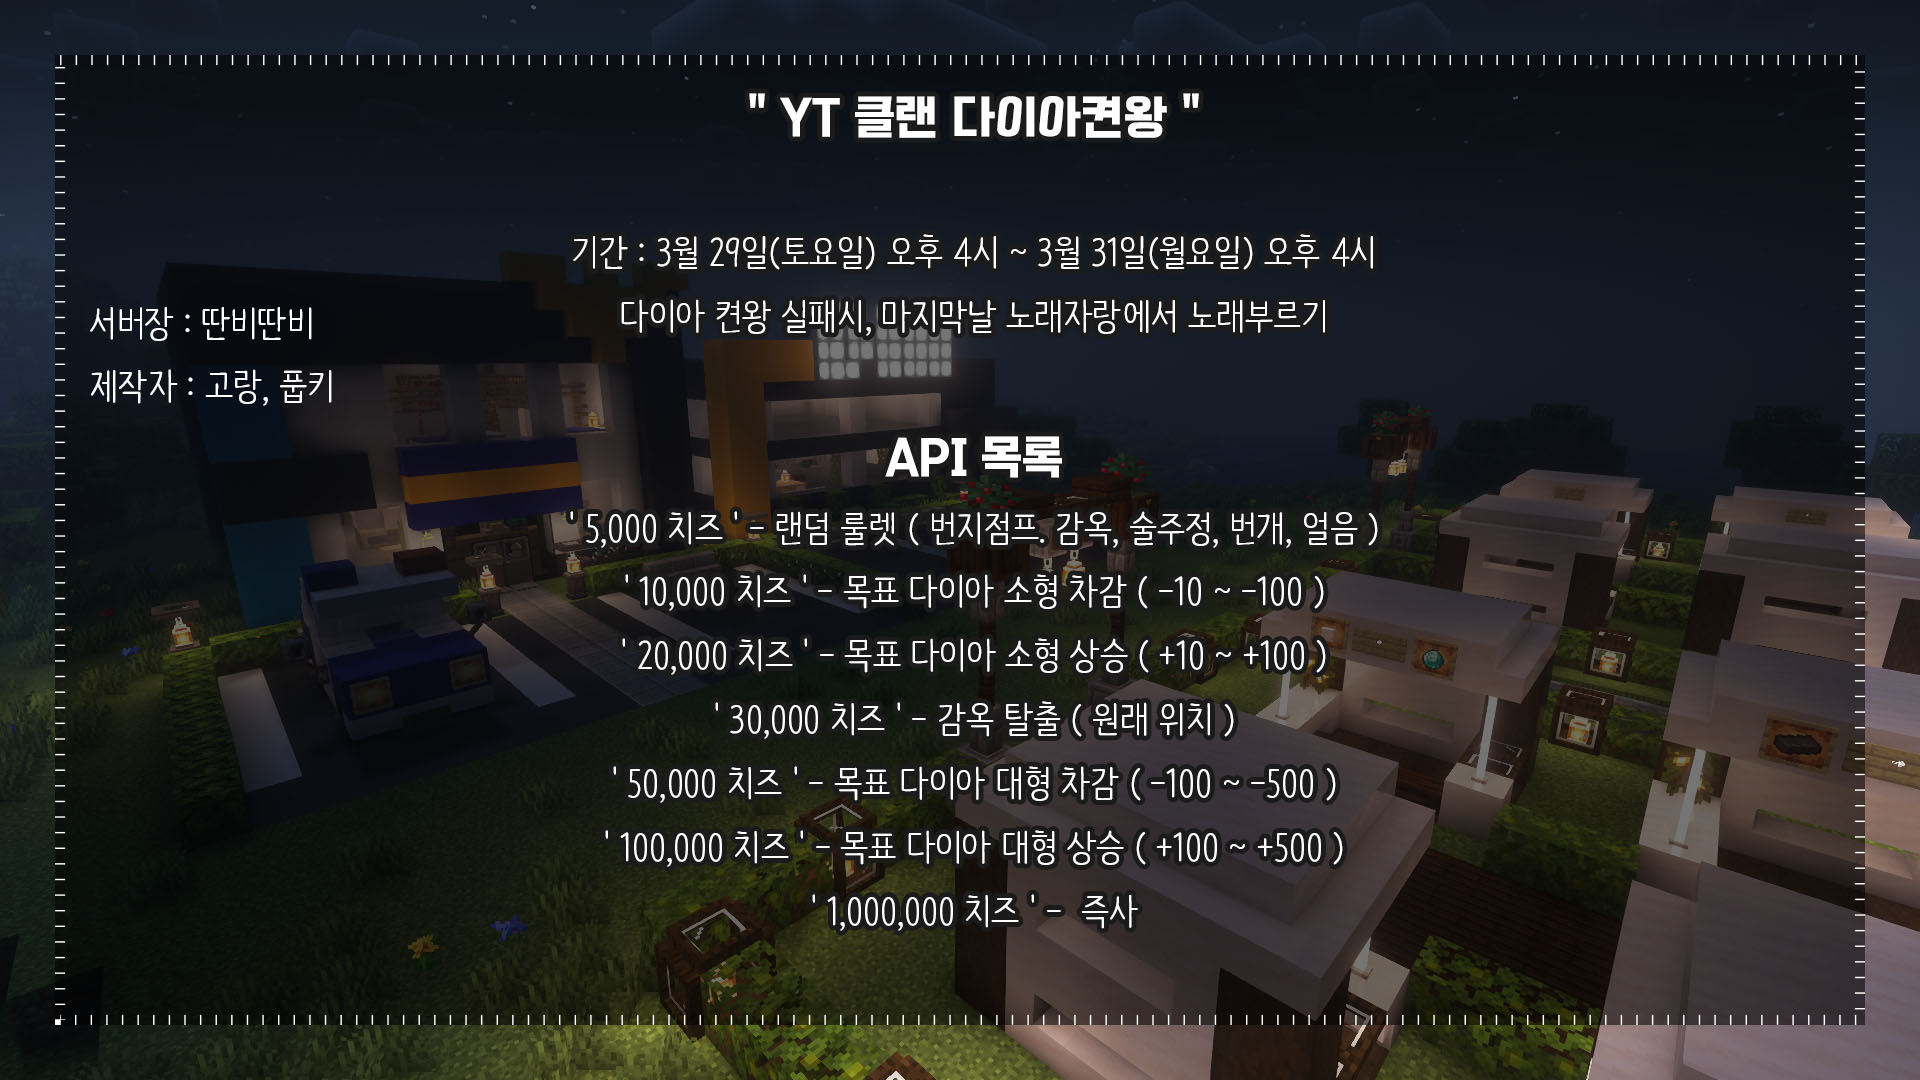 " YT 클랜 다이아켠왕 "
기간 : 3월 29일(토요일) 오후 4시 ~ 3월 31일(월요일) 오후 4시
다이아 켠왕 실패시, 마지막날 노래자랑에서 노래부르기
서버장 : 딴비딴비
제작자 : 고랑, 풉키
API 목록
' 5,000 치즈 ' - 랜덤 룰렛 ( 번지점프. 감옥, 술주정, 번개, 얼음 )
' 10,000 치즈 ' - 목표 다이아 소형 차감 ( -10 ~ -100 )
' 20,000 치즈 ' - 목표 다이아 소형 상승 ( +10 ~ +100 )
' 30,000 치즈 ' - 감옥 탈출 ( 원래 위치 )
' 50,000 치즈 ' - 목표 다이아 대형 차감 ( -100 ~ -500 )
' 100,000 치즈 ' - 목표 다이아 대형 상승 ( +100 ~ +500 )
' 1,000,000 치즈 ' - 즉사